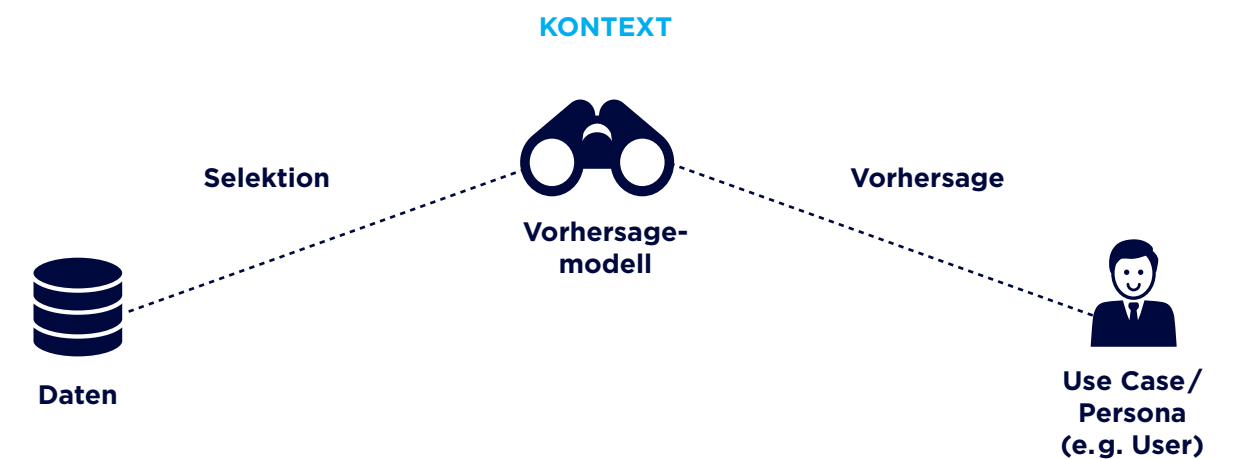 KONTEXT
Selektion
Vorhersage
Vorhersage-
modell
Daten
Use Case/
Persona
(e.g. User)